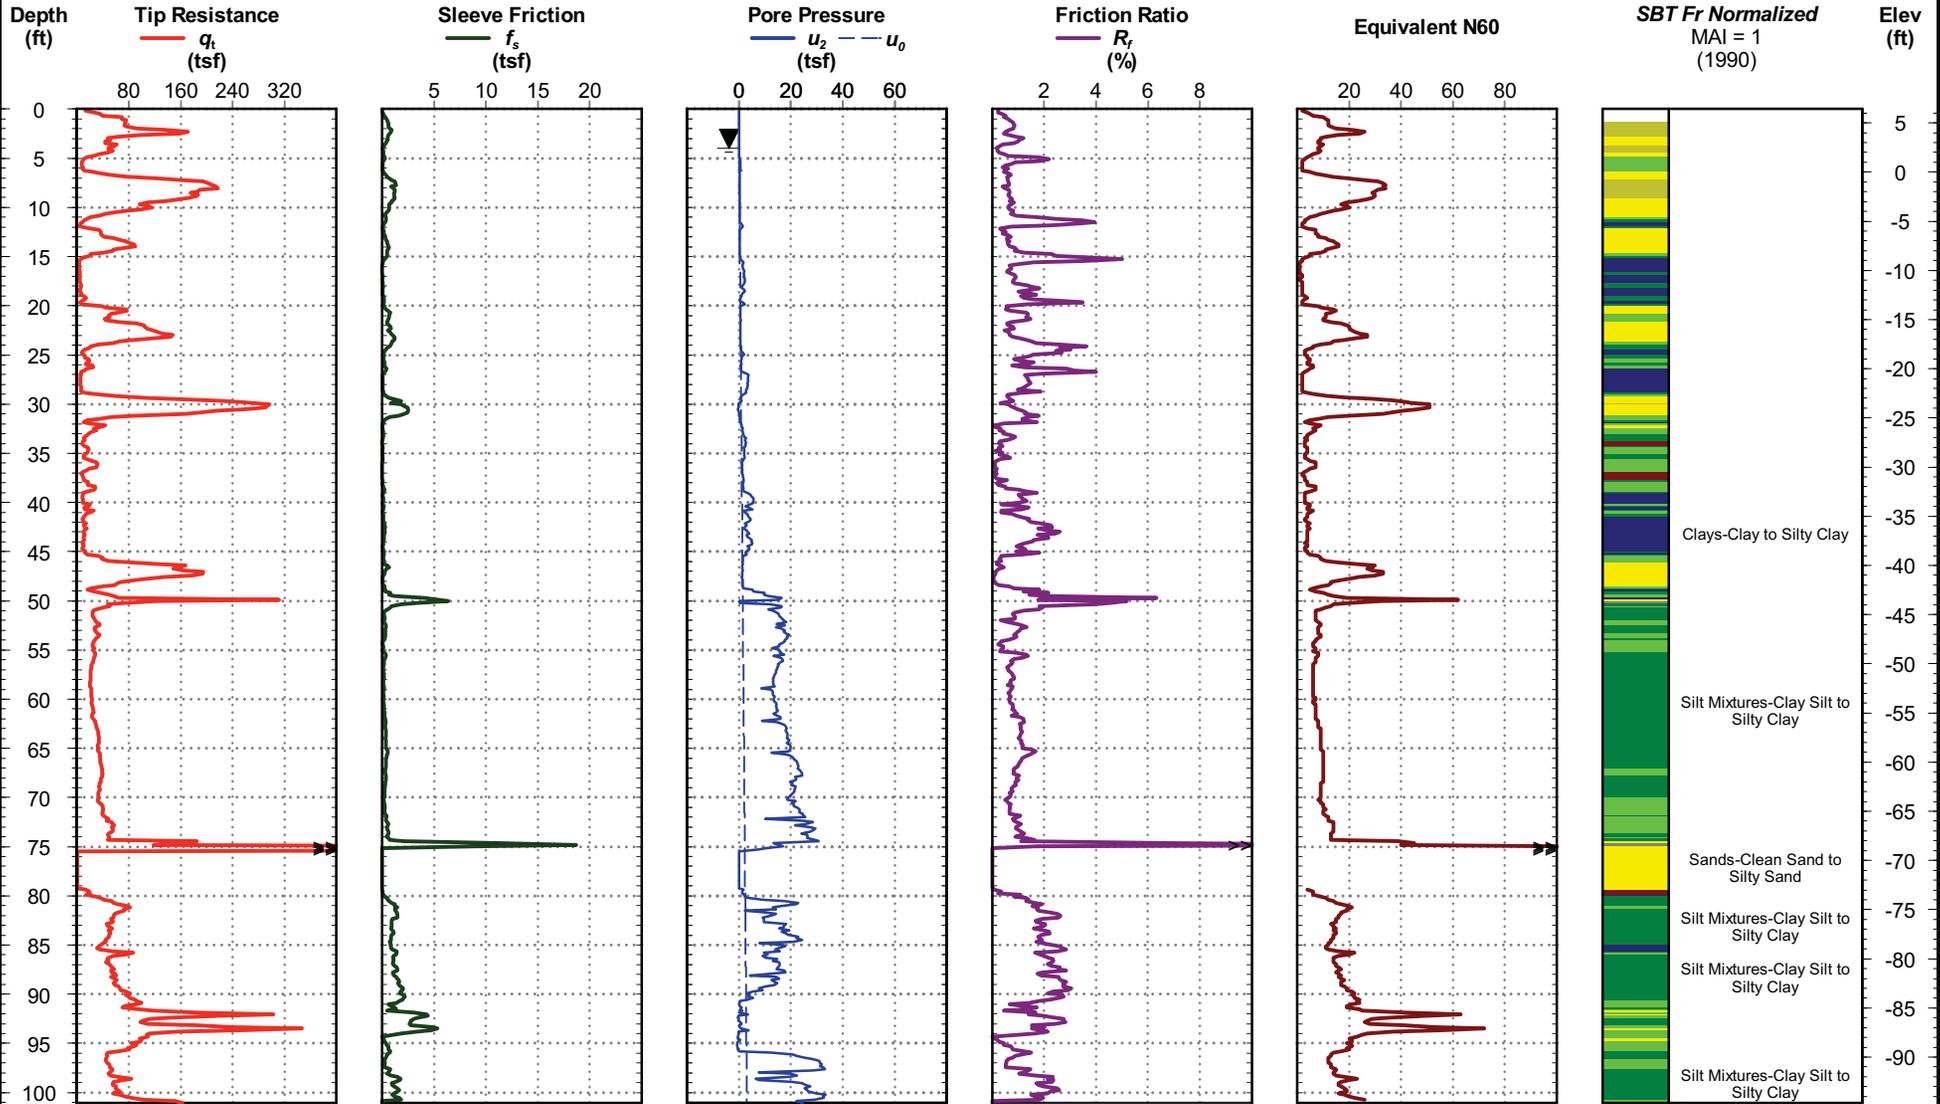 Depth
(ft)
Tip Resistance
qt
(tsf)
Sleeve Friction
fs
(tsf)
Pore Pressure
u2 u0
(tsf)
Friction Ratio
Rf
(%)
Equivalent N60
SBT Fr Normalized
MAI = 1
(1990)
Elev
(ft)
80 160 240 320
5 10 15 20
0 20 40 60
2 4 6 8
20 40 60 80
0
5
10
15
20
25
30
35
40
45
50
55
60
65
70
75
80
85
90
95
100
>>
>>
>>
Clays-Clay to Silty Clay
Silt Mixtures-Clay Silt to
Silty Clay
Sands-Clean Sand to
Silty Sand
Silt Mixtures-Clay Silt to
Silty Clay
Silt Mixtures-Clay Silt to
Silty Clay
Silt Mixtures-Clay Silt to
Silty Clay
5
0
-5
-10
-15
-20
-25
-30
-35
-40
-45
-50
-55
-60
-65
-70
-75
-80
-85
-90